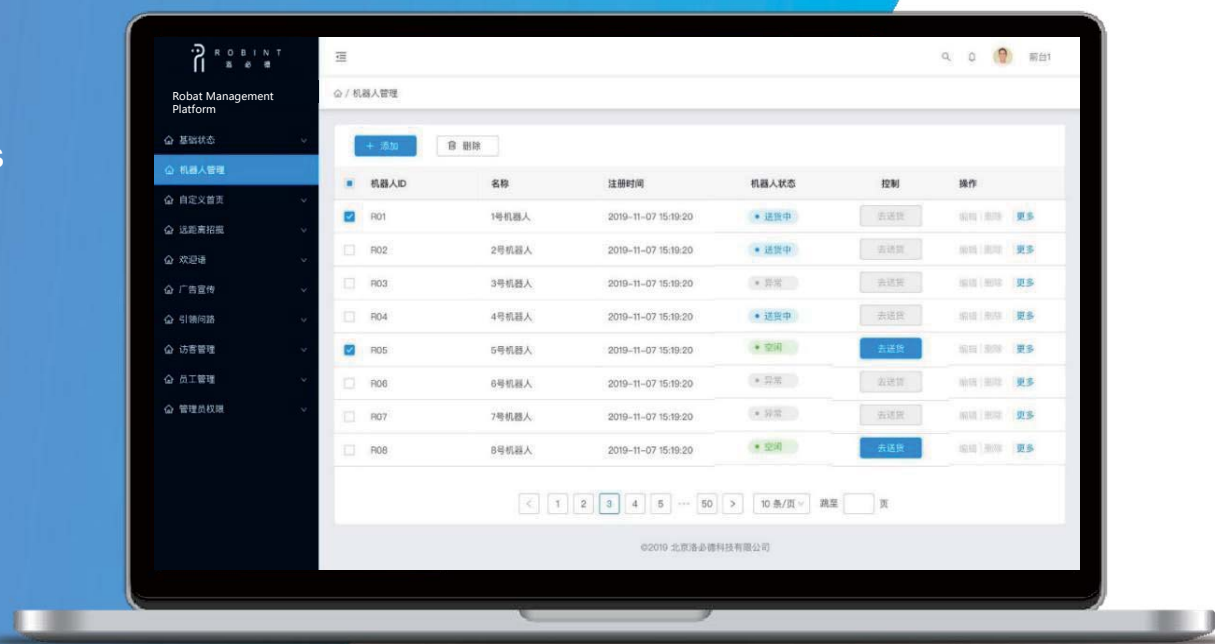 s
ROBINT
洛必德
Robat Management
Platform
基础状态
机器人管理
自定义首页
远距离招揽
欢迎语
广告宣传
引领问路
访客管理
员工管理
管理员权限
前台1
/ 机器人管理
+ 添加 删除
机器人ID 名称 注册时间 机器人状态 控制 操作
R01 1号机器人 2019-11-07 15:19:20 送货中 去送货 编辑 删除 更多
R02 2号机器人 2019-11-07 15:19:20 送货中 去送货 编辑 删除 更多
R03 3号机器人 2019-11-07 15:19:20 异常 去送货 编辑 删除 更多
R04 4号机器人 2019-11-07 15:19:20 送货中 去送货 编辑 删除 更多
R05 5号机器人 2019-11-07 15:19:20 空闲 去送货 编辑 删除 更多
R06 6号机器人 2019-11-07 15:19:20 异常 去送货 编辑 删除 更多
R07 7号机器人 2019-11-07 15:19:20 异常 去送货 编辑 删除 更多
R08 8号机器人 2019-11-07 15:19:20 空闲 去送货 编辑 删除 更多
< 1 2 3 4 5 ··· 50 > 10 条/页 跳至 页
©2019 北京洛必德科技有限公司